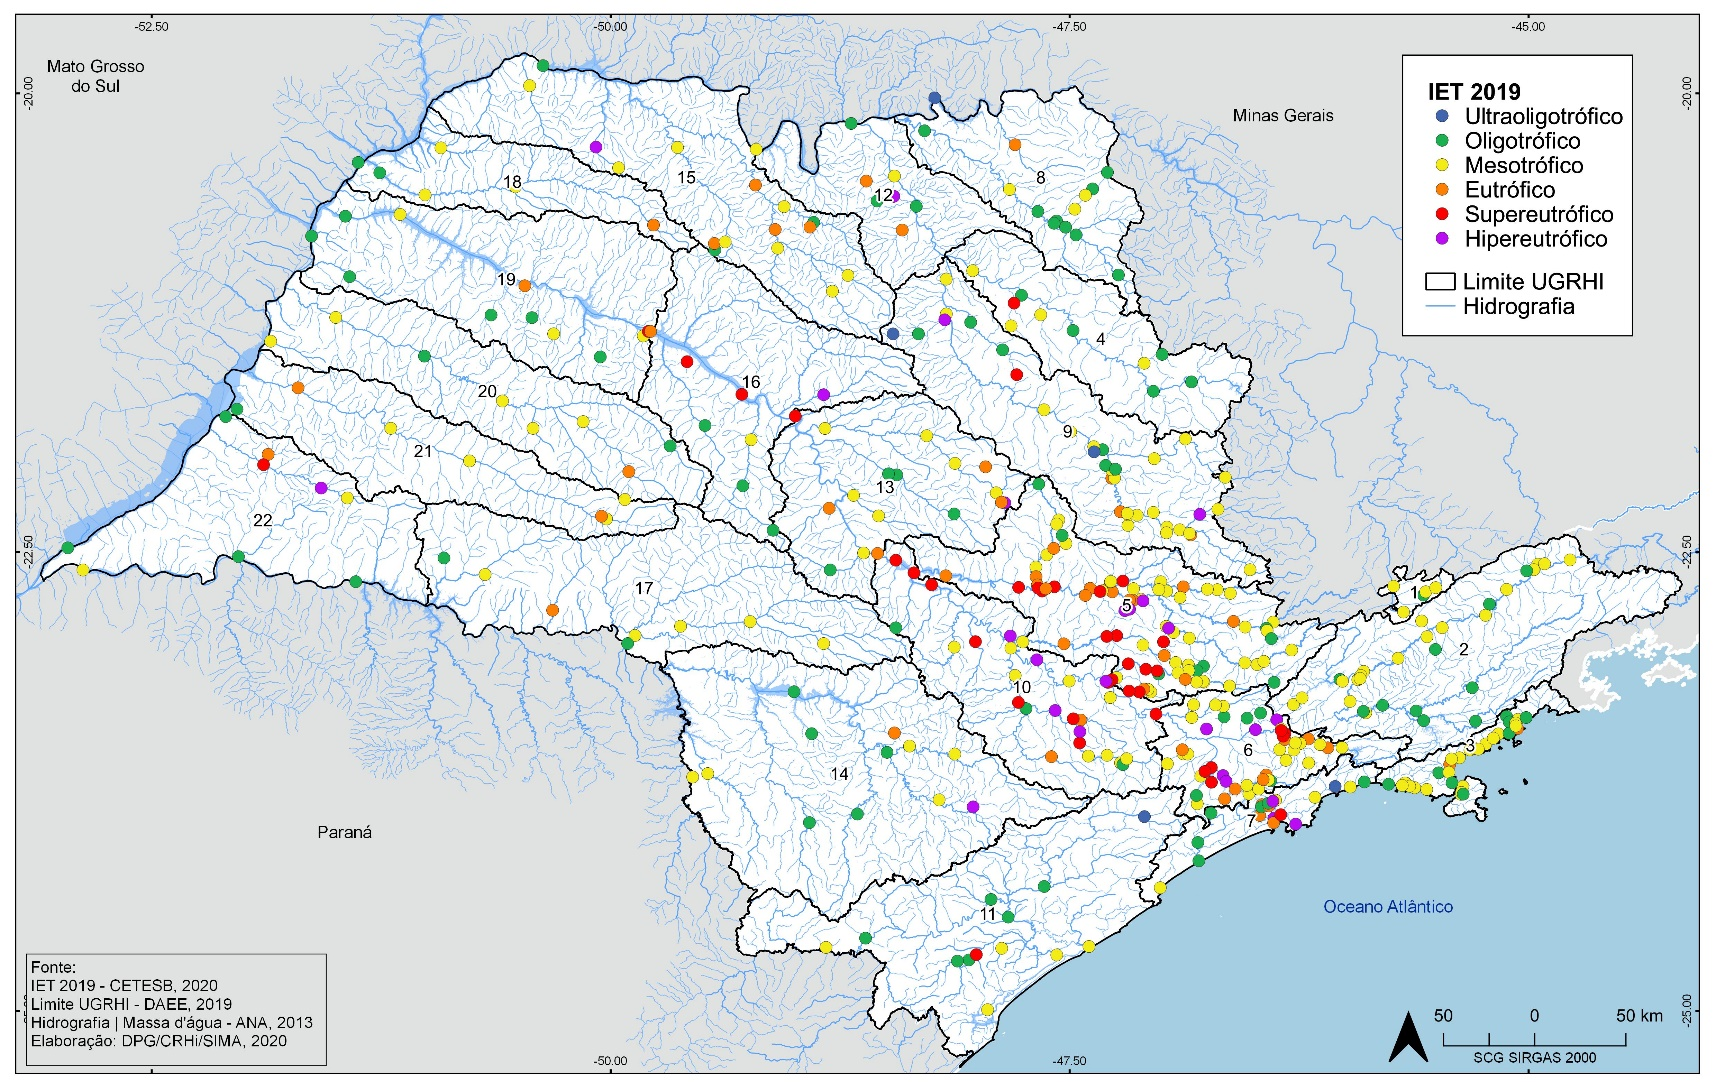 -52.50
-50.00
-47.50
-45.00
Mato Grosso
do Sul
-20.00
-20.00
Minas Gerais
IET 2019
Ultraoligotrófico
Oligotrófico
Mesotrófico
Eutrófico
Supereutrófico
Hipereutrófico
Limite UGRHI
Hidrografia
18
15
12
8
19
4
16
20
9
21
13
22
-22.50
-22.50
17
5
1
2
10
3
6
14
7
Paraná
11
Oceano Atlântico
Fonte:
IET 2019 - CETESB, 2020
Limite UGRHI - DAEE, 2019
Hidrografia | Massa d'água - ANA, 2013
Elaboração: DPG/CRHi/SIMA, 2020
50 0 50 km
SCG SIRGAS 2000
-25.00
-50.00
-47.50